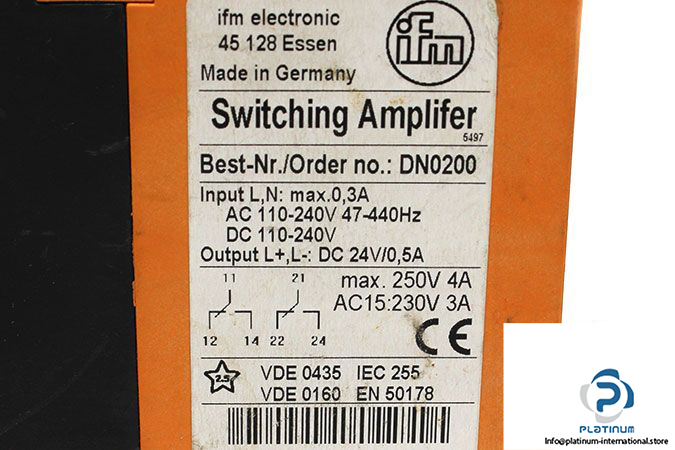 ifm electronic
45 128 Essen
Made in Germany
ifm
Switching Amplifer
5497
Best-Nr./Order no.: DN0200
Input L,N: max.0,3A
AC 110-240V 47-440Hz
DC 110-240V
Output L+,L-: DC 24V/0,5A
11 21
max. 250V 4A
AC15:230V 3A
12 14 22 24
CE
2.5
VDE 0435 IEC 255
VDE 0160 EN 50178
PLATINUM
Info@platinum-international.store